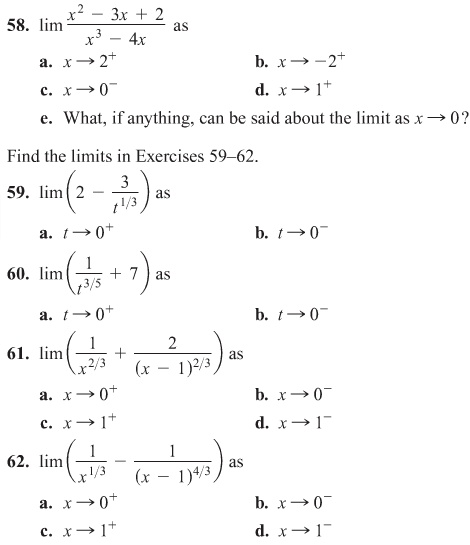 58. lim (x² − 3x + 2)/(x³ − 4x) as
a. x → 2⁺ b. x → −2⁺
c. x → 0⁻ d. x → 1⁺
e. What, if anything, can be said about the limit as x → 0?
Find the limits in Exercises 59–62.
59. lim (2 − 3/t^{1/3}) as
a. t → 0⁺ b. t → 0⁻
60. lim (1/t^{3/5} + 7) as
a. t → 0⁺ b. t → 0⁻
61. lim (1/x^{2/3} + 2/(x − 1)^{2/3}) as
a. x → 0⁺ b. x → 0⁻
c. x → 1⁺ d. x → 1⁻
62. lim (1/x^{1/3} − 1/(x − 1)^{4/3}) as
a. x → 0⁺ b. x → 0⁻
c. x → 1⁺ d. x → 1⁻